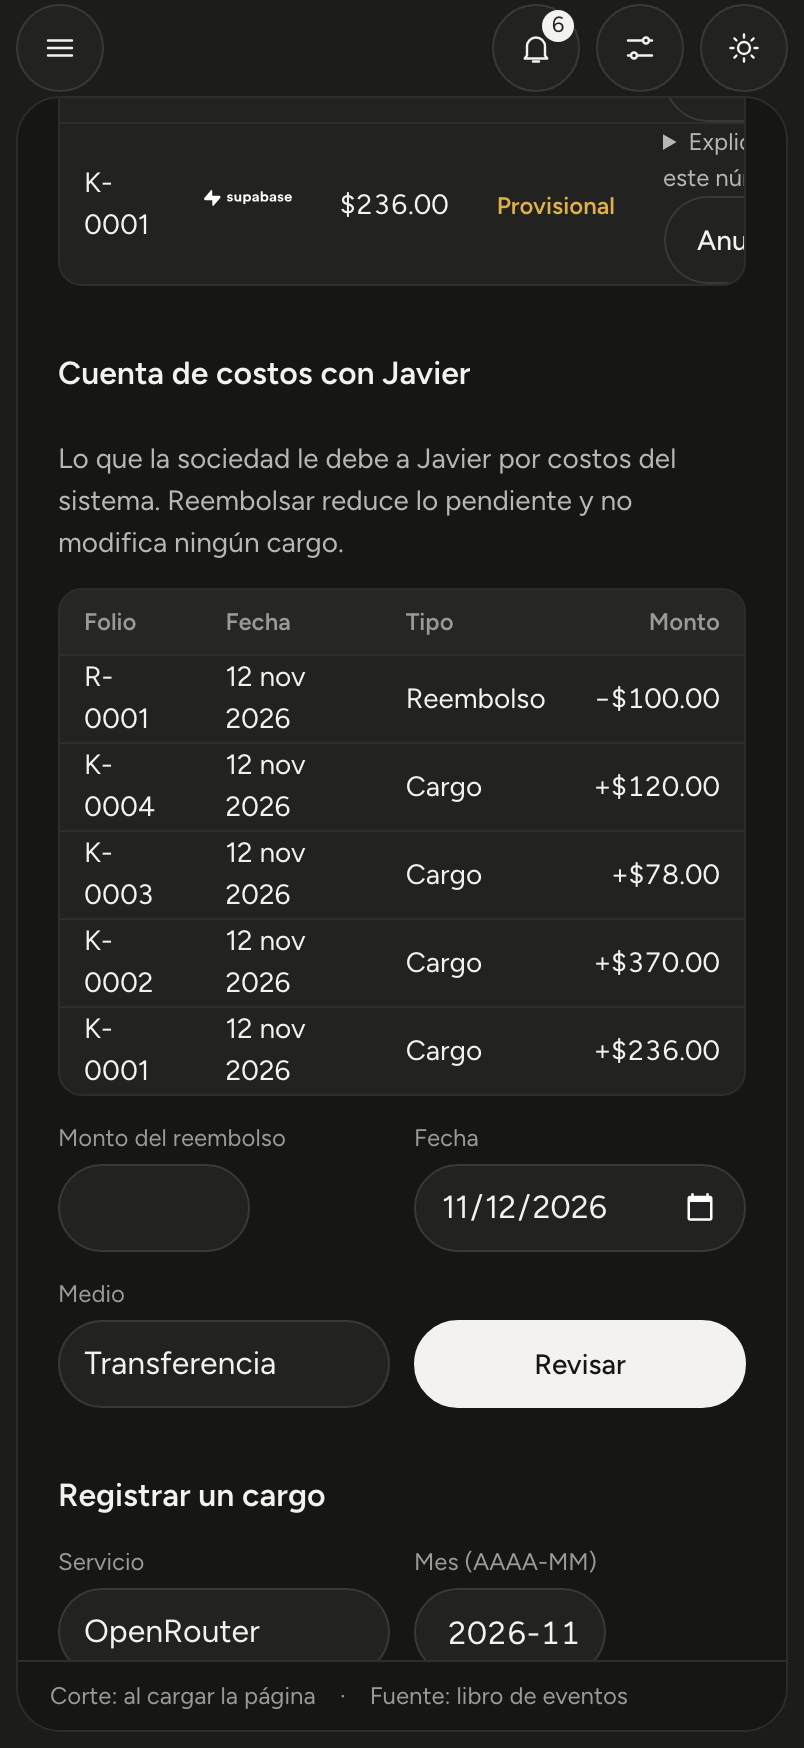 6
Explic
este nú
K-
0001
supabase
$236.00
Provisional
Anu
Cuenta de costos con Javier
Lo que la sociedad le debe a Javier por costos del
sistema. Reembolsar reduce lo pendiente y no
modifica ningún cargo.
Folio Fecha Tipo Monto
R-
0001
12 nov
2026
Reembolso
−$100.00
K-
0004
12 nov
2026
Cargo
+$120.00
K-
0003
12 nov
2026
Cargo
+$78.00
K-
0002
12 nov
2026
Cargo
+$370.00
K-
0001
12 nov
2026
Cargo
+$236.00
Monto del reembolso
Fecha
11/12/2026
Medio
Transferencia
Revisar
Registrar un cargo
Servicio
Mes (AAAA-MM)
OpenRouter
2026-11
Corte: al cargar la página · Fuente: libro de eventos